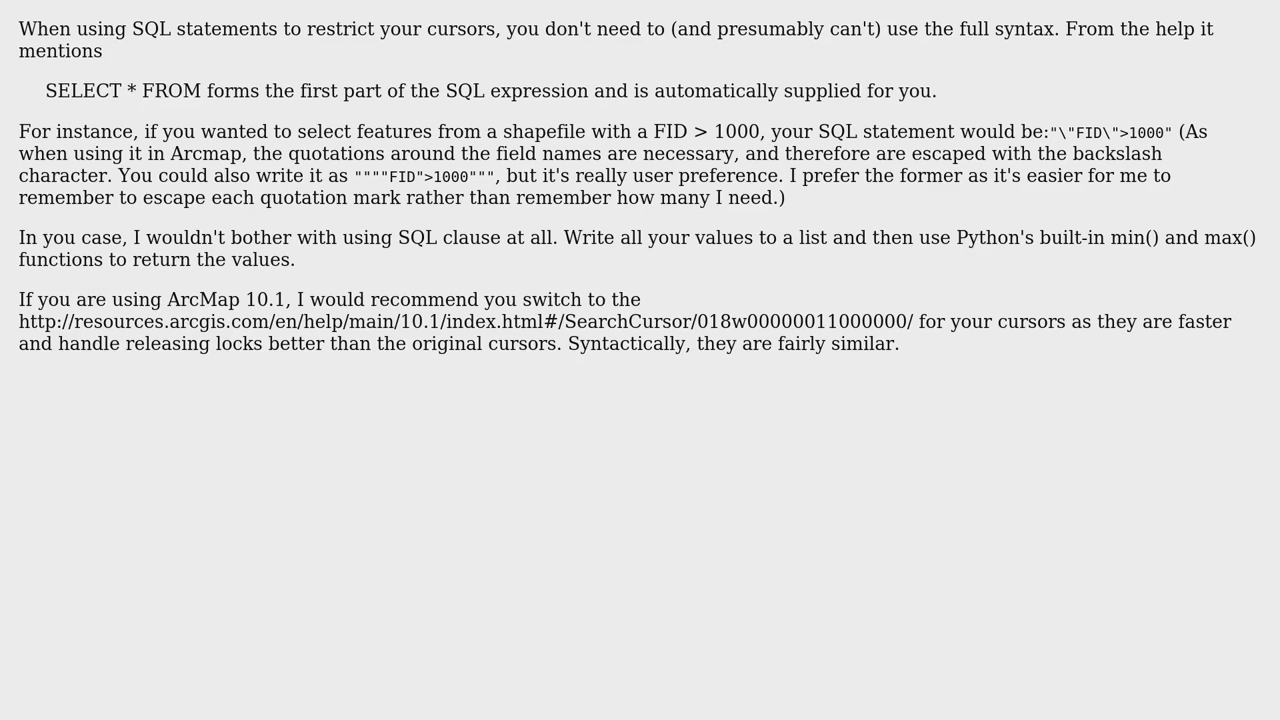 When using SQL statements to restrict your cursors, you don't need to (and presumably can't) use the full syntax. From the help it
mentions
SELECT * FROM forms the first part of the SQL expression and is automatically supplied for you.
For instance, if you wanted to select features from a shapefile with a FID > 1000, your SQL statement would be:"\"FID\">1000" (As
when using it in Arcmap, the quotations around the field names are necessary, and therefore are escaped with the backslash
character. You could also write it as """"FID">1000""", but it's really user preference. I prefer the former as it's easier for me to
remember to escape each quotation mark rather than remember how many I need.)
In you case, I wouldn't bother with using SQL clause at all. Write all your values to a list and then use Python's built-in min() and max()
functions to return the values.
If you are using ArcMap 10.1, I would recommend you switch to the
http://resources.arcgis.com/en/help/main/10.1/index.html#/SearchCursor/018w00000011000000/ for your cursors as they are faster
and handle releasing locks better than the original cursors. Syntactically, they are fairly similar.